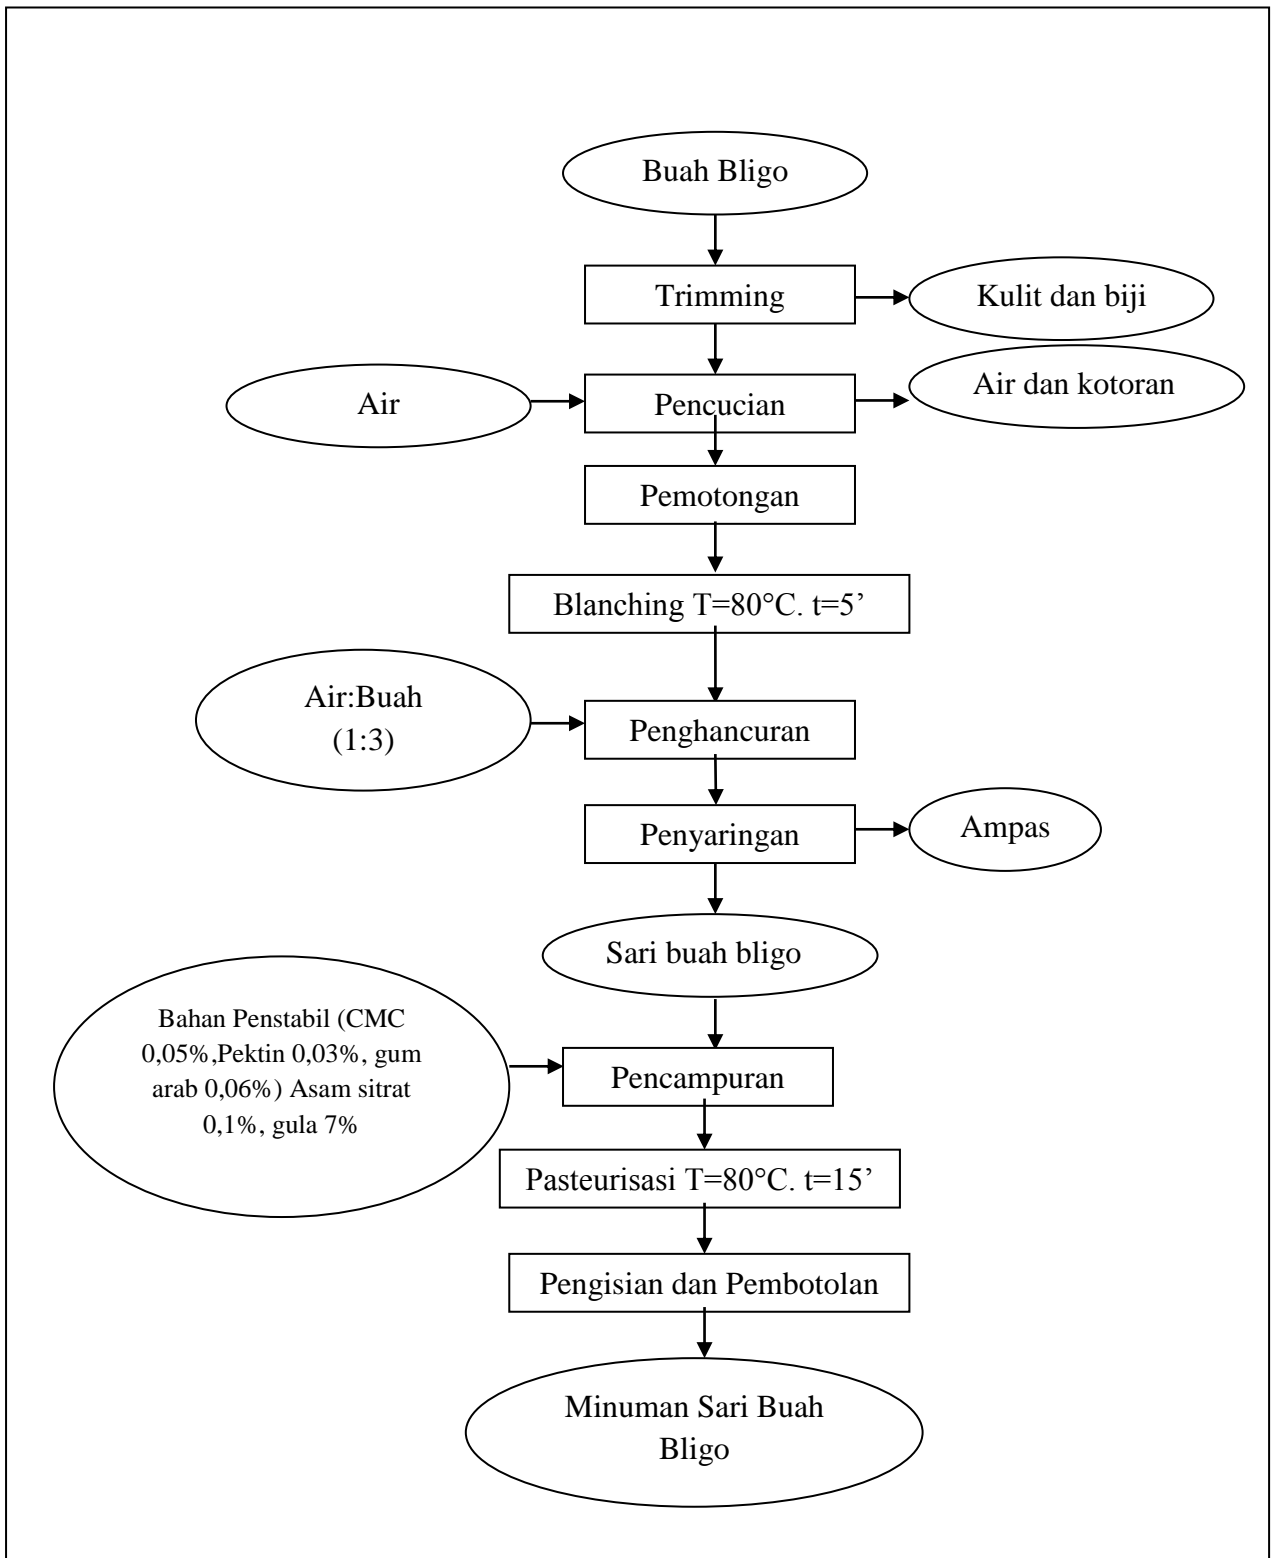 Buah Bligo
Trimming
Kulit dan biji
Air
Pencucian
Air dan kotoran
Pemotongan
Blanching T=80°C. t=5’
Air:Buah
(1:3)
Penghancuran
Penyaringan
Ampas
Sari buah bligo
Bahan Penstabil (CMC
0,05%,Pektin 0,03%, gum
arab 0,06%) Asam sitrat
0,1%, gula 7%
Pencampuran
Pasteurisasi T=80°C. t=15’
Pengisian dan Pembotolan
Minuman Sari Buah
Bligo